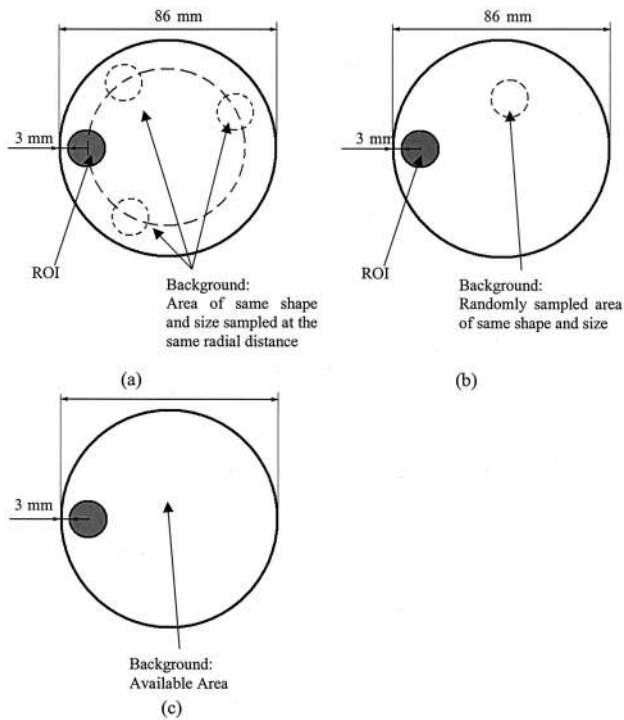 86 mm
3 mm
ROI
Background:
Area of same shape
and size sampled at the
same radial distance
(a)
86 mm
3 mm
ROI
Background:
Randomly sampled area
of same shape and size
(b)
3 mm
Background:
Available Area
(c)